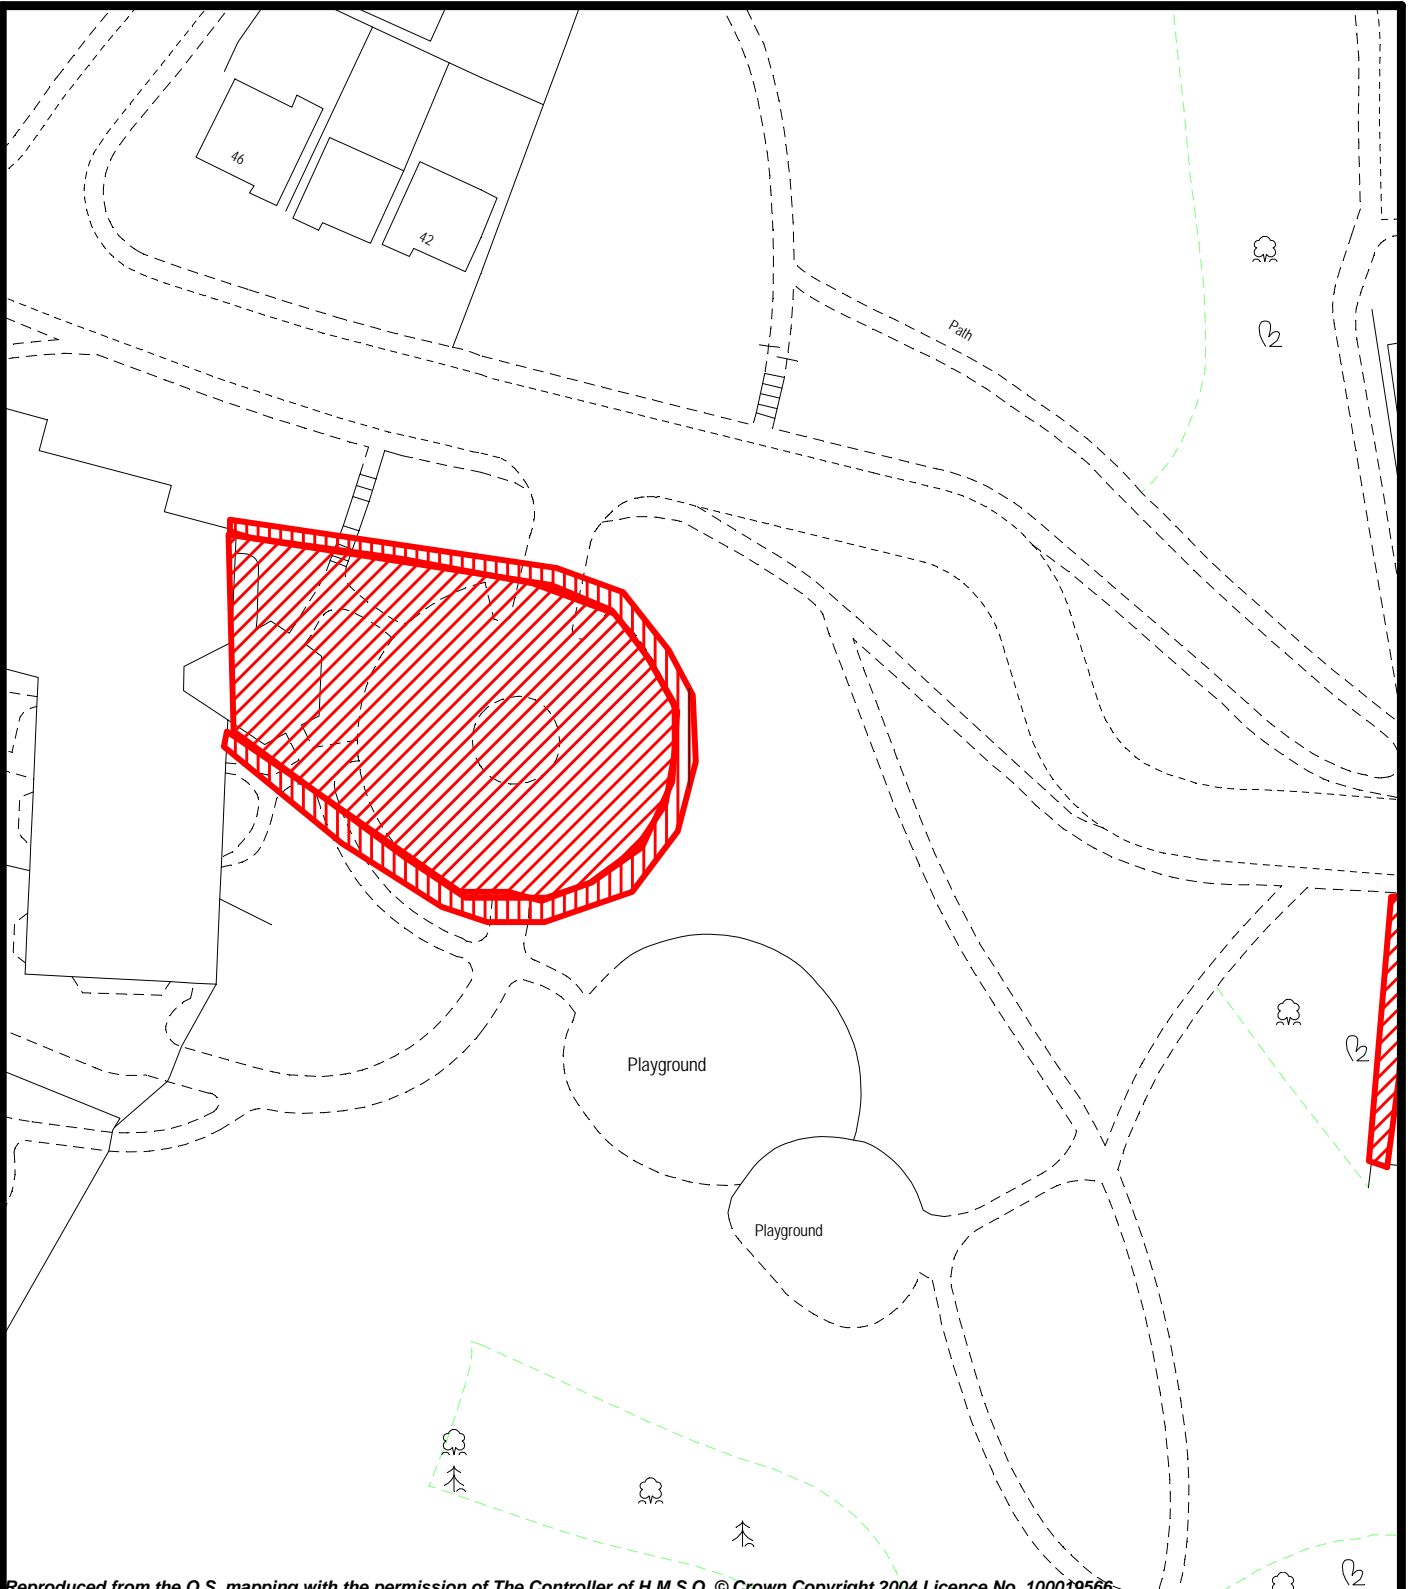 46
42
Path
Playground
Playground
Reproduced from the O.S. mapping with the permission of The Controller of H.M.S.O. © Crown Copyright 2004 Licence No. 100019566